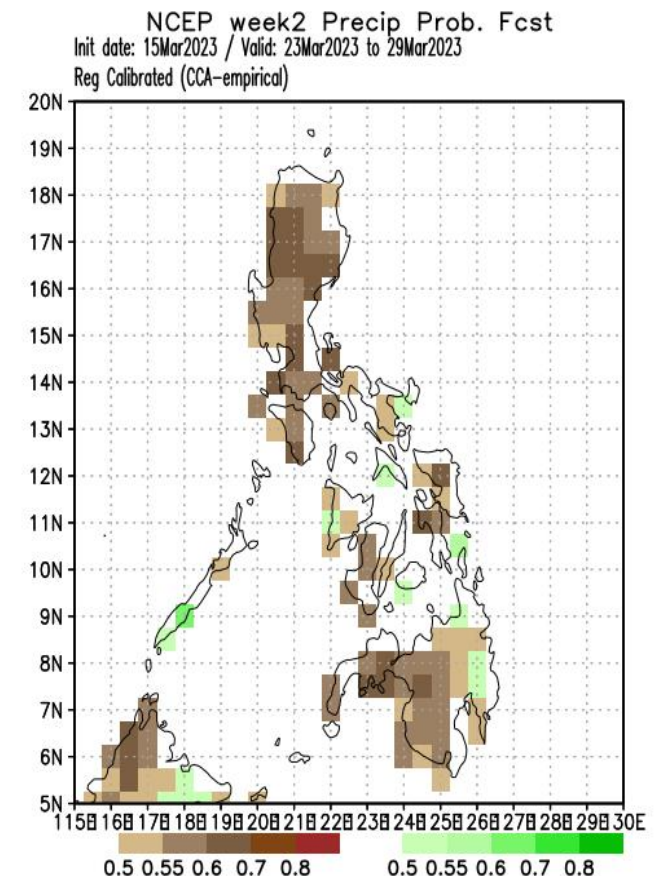 NCEP week2 Precip Prob. Fcst
Init date: 15Mar2023 / Valid: 23Mar2023 to 29Mar2023
Reg Calibrated (CCA-empirical)
20N
19N
18N
17N
16N
15N
14N
13N
12N
11N
10N
9N
8N
7N
6N
5N
115E 116E 117E 118E 119E 120E 121E 122E 123E 124E 125E 126E 127E 128E 129E 130E
0.5 0.55 0.6 0.7 0.8 0.5 0.55 0.6 0.7 0.8